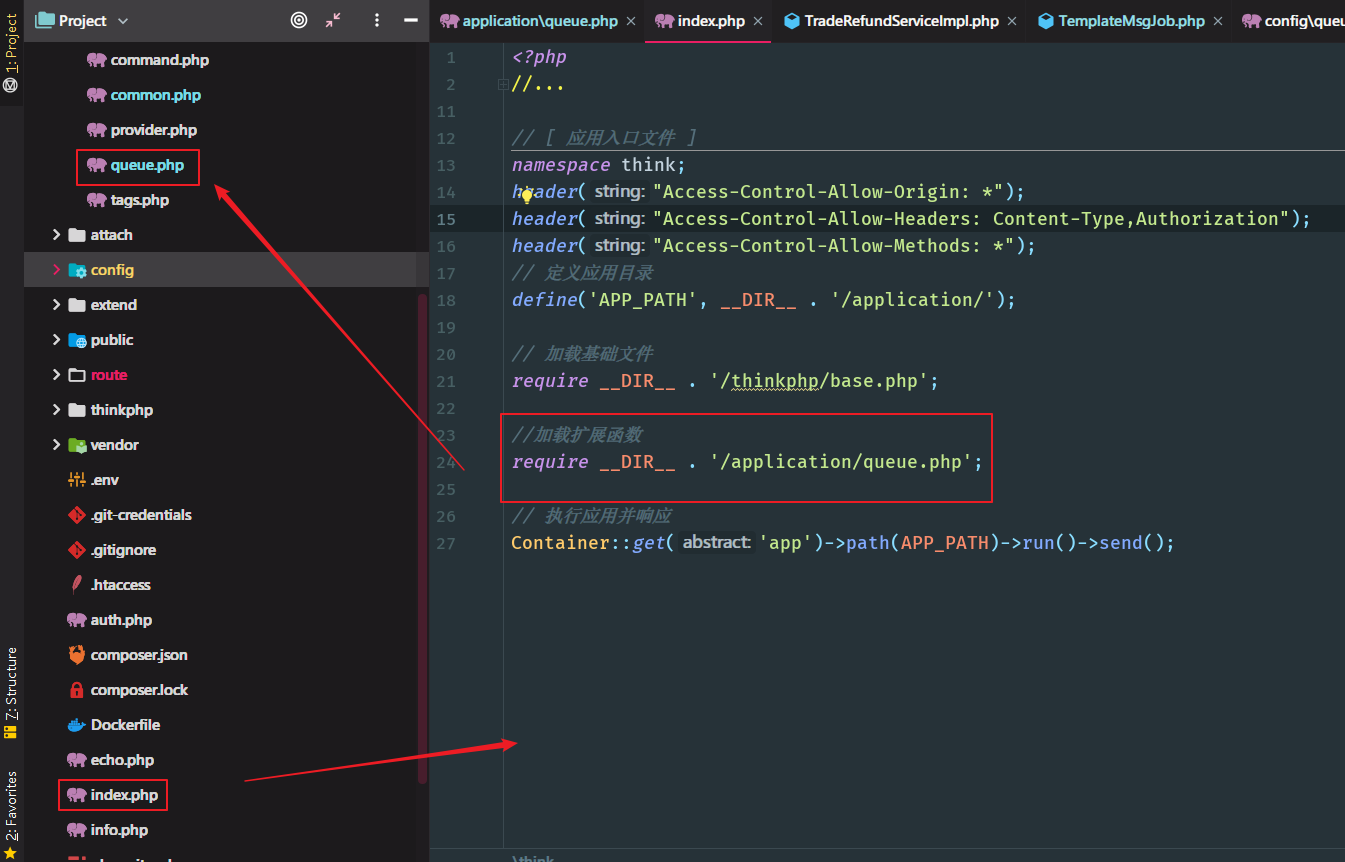 1: Project
Project
command.php
common.php
provider.php
queue.php
tags.php
attach
config
extend
public
route
thinkphp
vendor
.env
.git-credentials
.gitignore
.htaccess
auth.php
composer.json
composer.lock
Dockerfile
echo.php
index.php
info.php
7: Structure
2: Favorites
application\queue.php
index.php
TradeRefundServiceImpl.php
TemplateMsgJob.php
1 <?php
2 //...
11
12 // [ 应用入口文件 ]
13 namespace think;
14 header( string: "Access-Control-Allow-Origin: *");
15 header( string: "Access-Control-Allow-Headers: Content-Type,Authorization");
16 header( string: "Access-Control-Allow-Methods: *");
17 // 定义应用目录
18 define('APP_PATH', __DIR__ . '/application/');
19
20 // 加载基础文件
21 require __DIR__ . '/thinkphp/base.php';
22
23 //加载扩展函数
24 require __DIR__ . '/application/queue.php';
25
26 // 执行应用并响应
27 Container::get( abstract: 'app')->path(APP_PATH)->run()->send();
\think